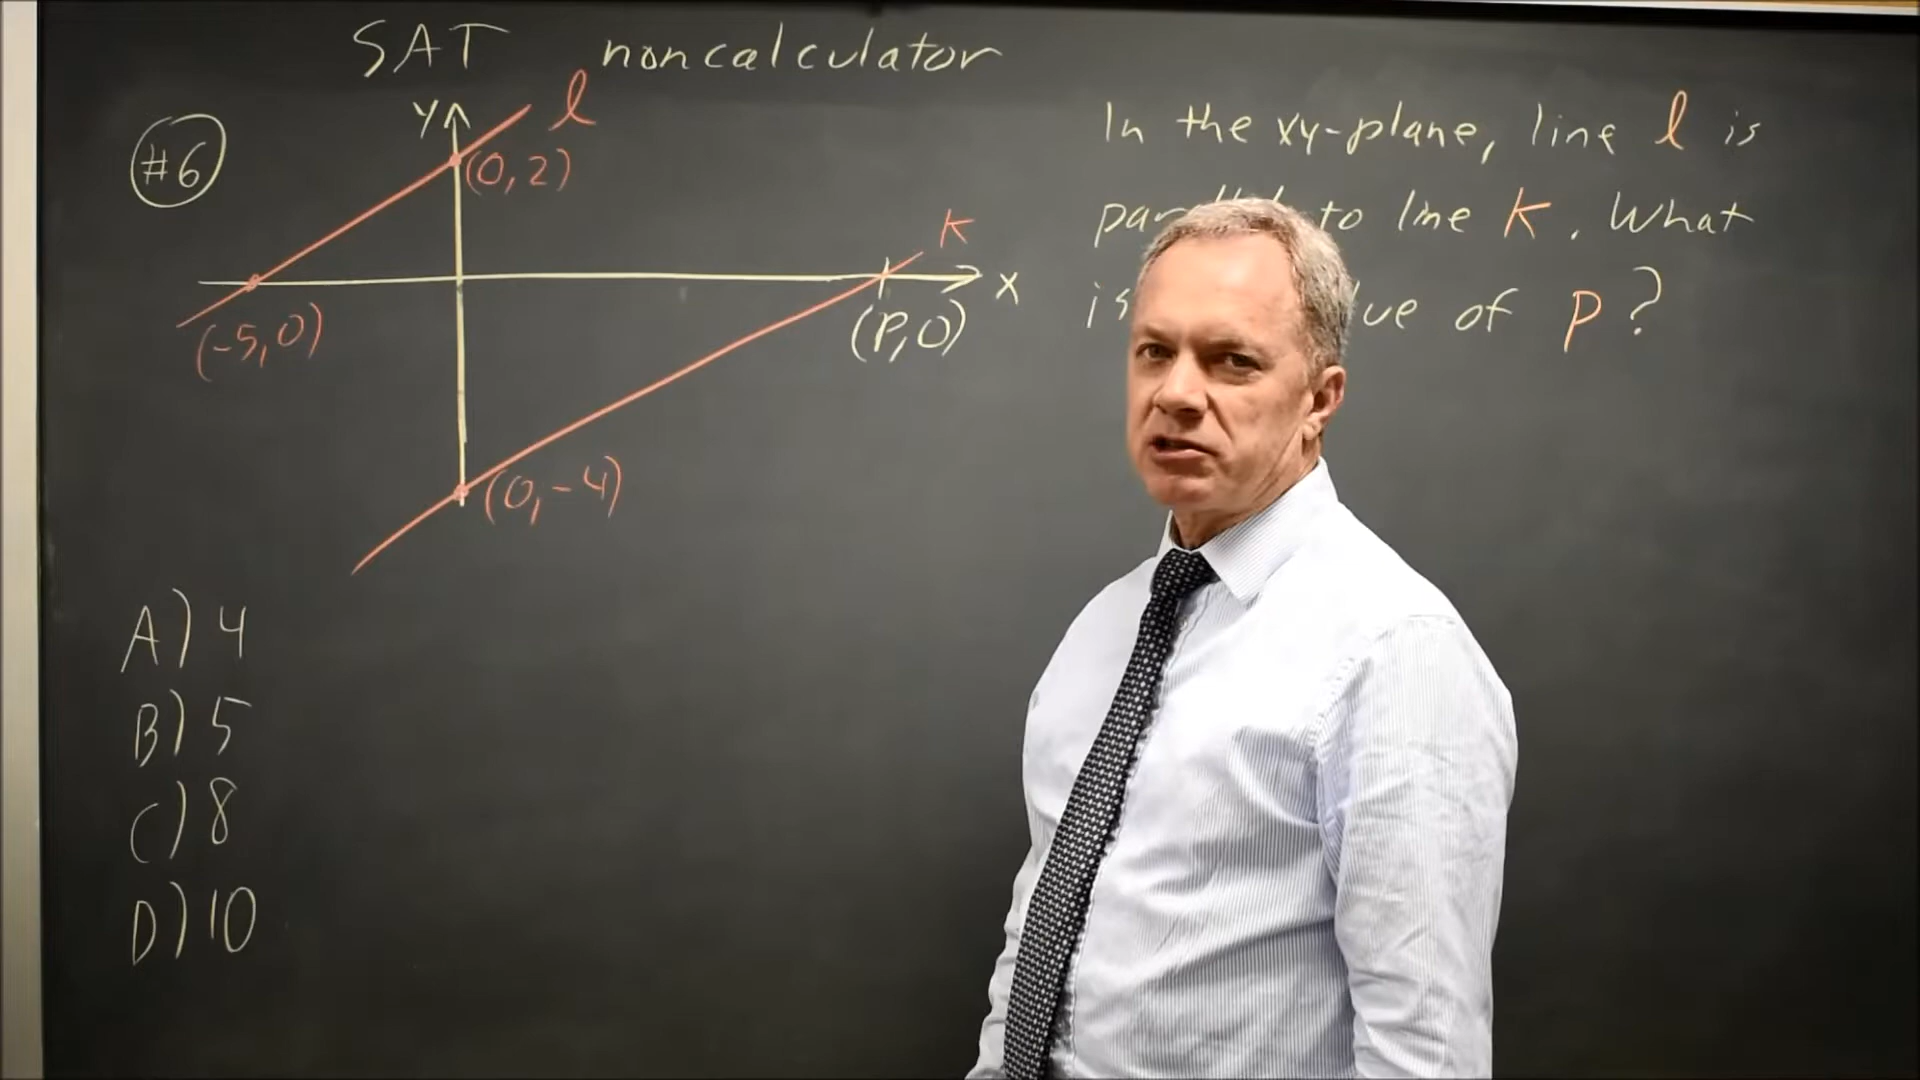 SAT noncalculator
#6
y
l
(0,2)
K
x
(-5,0)
(P,0)
(0,-4)
In the xy-plane, line l is
to line K. What
is of p?
A) 4
B) 5
C) 8
D) 10